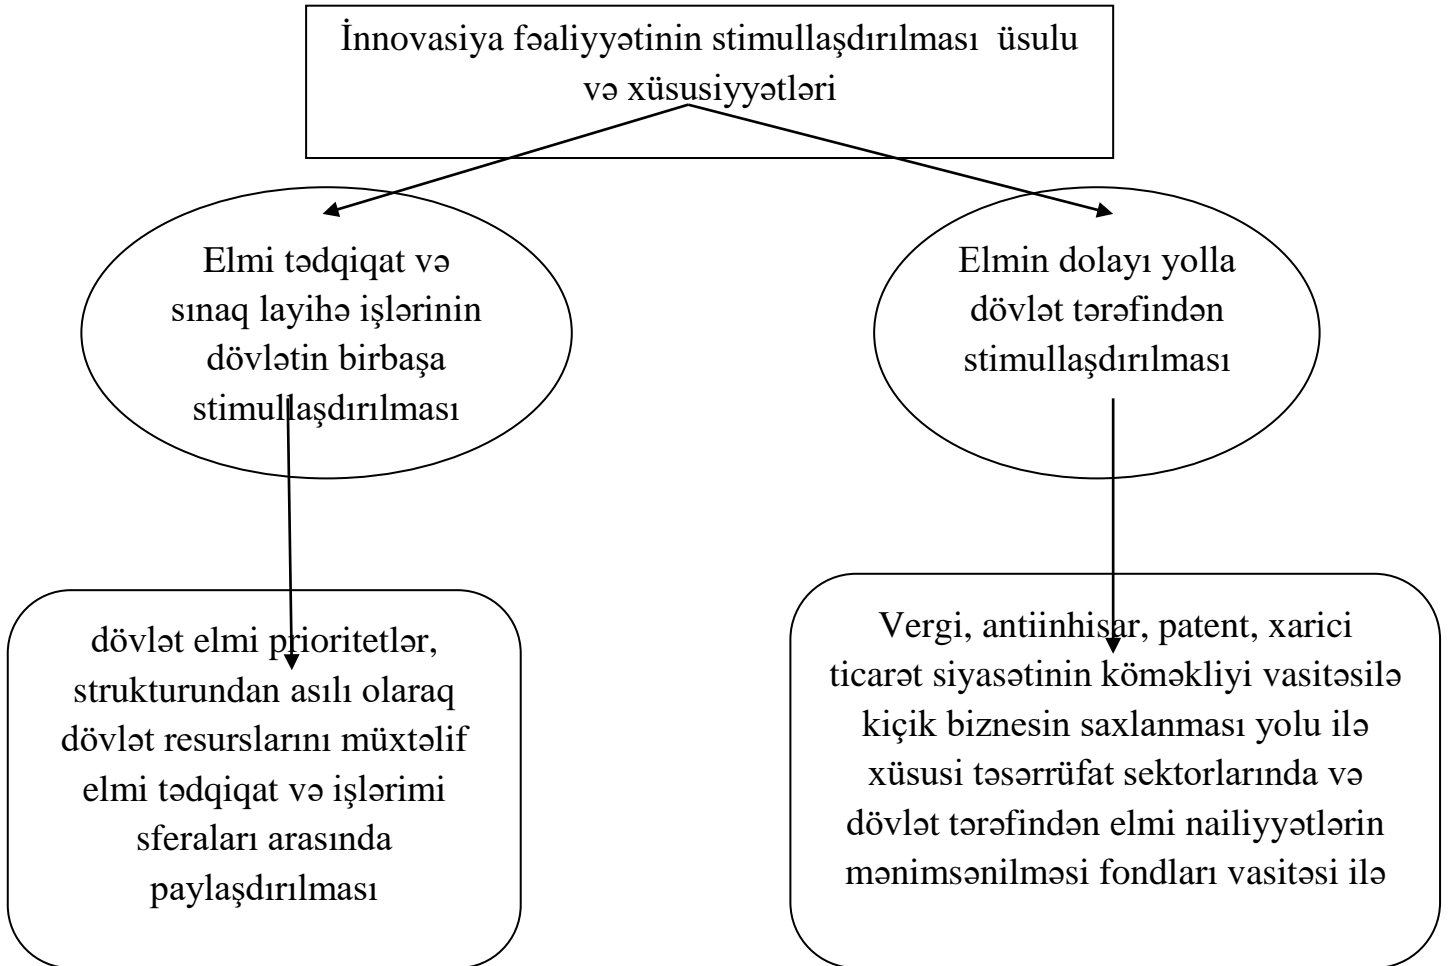 İnnovasiya fəaliyyətinin stimullaşdırılması üsulu
və xüsusiyyətləri
Elmi tədqiqat və
sınaq layihə işlərinin
dövlətin birbaşa
stimullaşdırılması
Elmin dolayı yolla
dövlət tərəfindən
stimullaşdırılması
dövlət elmi prioritetlər,
strukturundan asılı olaraq
dövlət resurslarını müxtəlif
elmi tədqiqat və işlərimi
sferaları arasında
paylaşdırılması
Vergi, antiinhisar, patent, xarici
ticarət siyasətinin köməkliyi vasitəsilə
kiçik biznesin saxlanması yolu ilə
xüsusi təsərrüfat sektorlarında və
dövlət tərəfindən elmi nailiyyətlərin
mənimsənilməsi fondları vasitəsi ilə